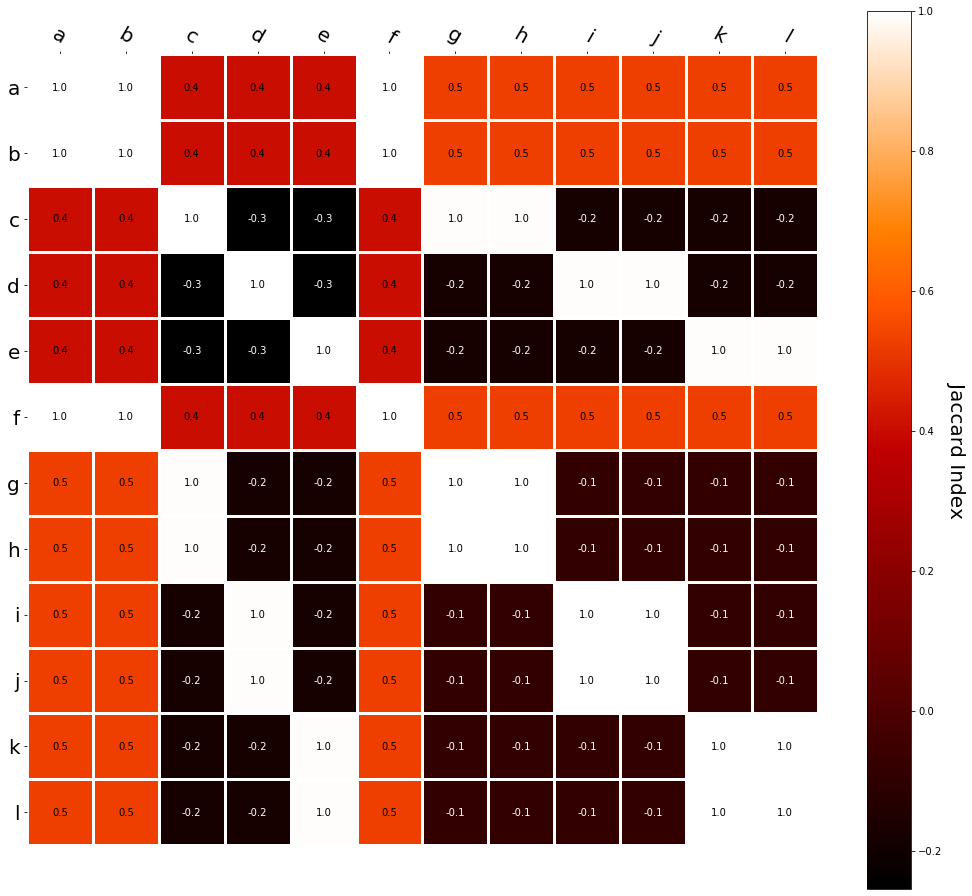 a b c d e f g h i j k l
a 1.0 1.0 0.4 0.4 0.4 1.0 0.5 0.5 0.5 0.5 0.5 0.5
b 1.0 1.0 0.4 0.4 0.4 1.0 0.5 0.5 0.5 0.5 0.5 0.5
c 0.4 0.4 1.0 -0.3 -0.3 0.4 1.0 1.0 -0.2 -0.2 -0.2 -0.2
d 0.4 0.4 -0.3 1.0 -0.3 0.4 -0.2 -0.2 1.0 1.0 -0.2 -0.2
e 0.4 0.4 -0.3 -0.3 1.0 0.4 -0.2 -0.2 -0.2 -0.2 1.0 1.0
f 1.0 1.0 0.4 0.4 0.4 1.0 0.5 0.5 0.5 0.5 0.5 0.5
g 0.5 0.5 1.0 -0.2 -0.2 0.5 1.0 1.0 -0.1 -0.1 -0.1 -0.1
h 0.5 0.5 1.0 -0.2 -0.2 0.5 1.0 1.0 -0.1 -0.1 -0.1 -0.1
i 0.5 0.5 -0.2 1.0 -0.2 0.5 -0.1 -0.1 1.0 1.0 -0.1 -0.1
j 0.5 0.5 -0.2 1.0 -0.2 0.5 -0.1 -0.1 1.0 1.0 -0.1 -0.1
k 0.5 0.5 -0.2 -0.2 1.0 0.5 -0.1 -0.1 -0.1 -0.1 1.0 1.0
l 0.5 0.5 -0.2 -0.2 1.0 0.5 -0.1 -0.1 -0.1 -0.1 1.0 1.0
1.0
0.8
0.6
0.4
0.2
0.0
−0.2
Jaccard Index